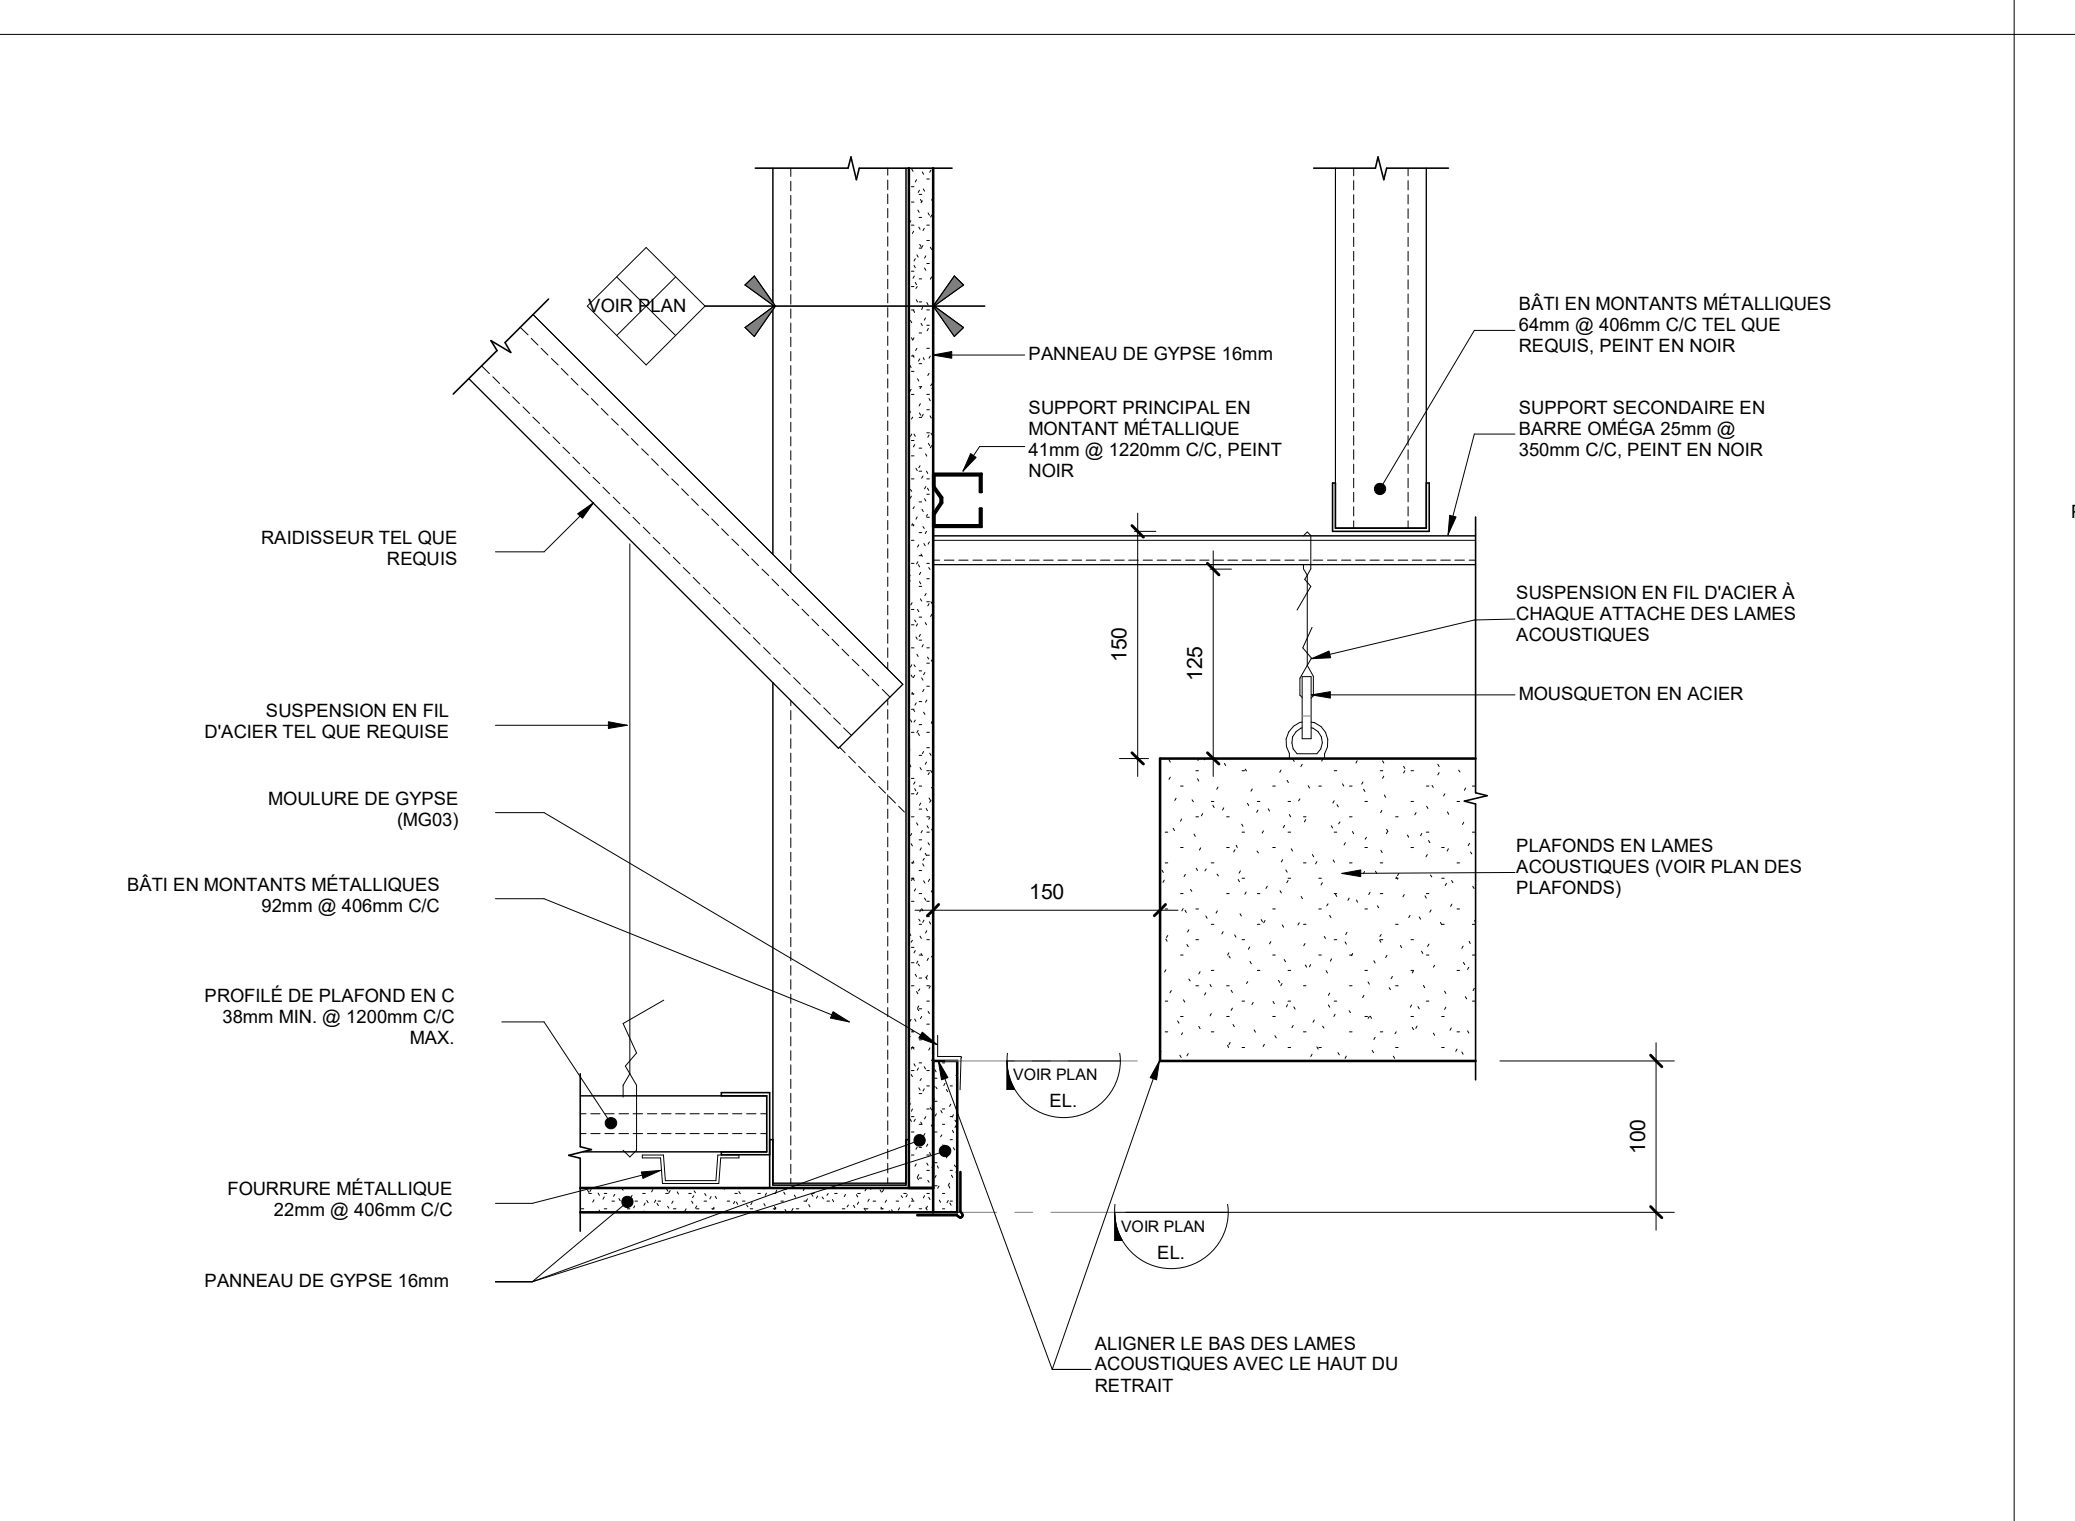 VOIR PLAN
PANNEAU DE GYPSE 16mm
SUPPORT PRINCIPAL EN
MONTANT MÉTALLIQUE
41mm @ 1220mm C/C, PEINT
NOIR
BÂTI EN MONTANTS MÉTALLIQUES
64mm @ 406mm C/C TEL QUE
REQUIS, PEINT EN NOIR
SUPPORT SECONDAIRE EN
BARRE OMÉGA 25mm @
350mm C/C, PEINT EN NOIR
RAIDISSEUR TEL QUE
REQUIS
SUSPENSION EN FIL D'ACIER À
CHAQUE ATTACHE DES LAMES
ACOUSTIQUES
150
125
MOUSQUETON EN ACIER
SUSPENSION EN FIL
D'ACIER TEL QUE REQUISE
MOULURE DE GYPSE
(MG03)
PLAFONDS EN LAMES
ACOUSTIQUES (VOIR PLAN DES
PLAFONDS)
BÂTI EN MONTANTS MÉTALLIQUES
92mm @ 406mm C/C
150
PROFILÉ DE PLAFOND EN C
38mm MIN. @ 1200mm C/C
MAX.
VOIR PLAN
EL.
100
FOURRURE MÉTALLIQUE
22mm @ 406mm C/C
VOIR PLAN
EL.
PANNEAU DE GYPSE 16mm
ALIGNER LE BAS DES LAMES
ACOUSTIQUES AVEC LE HAUT DU
RETRAIT